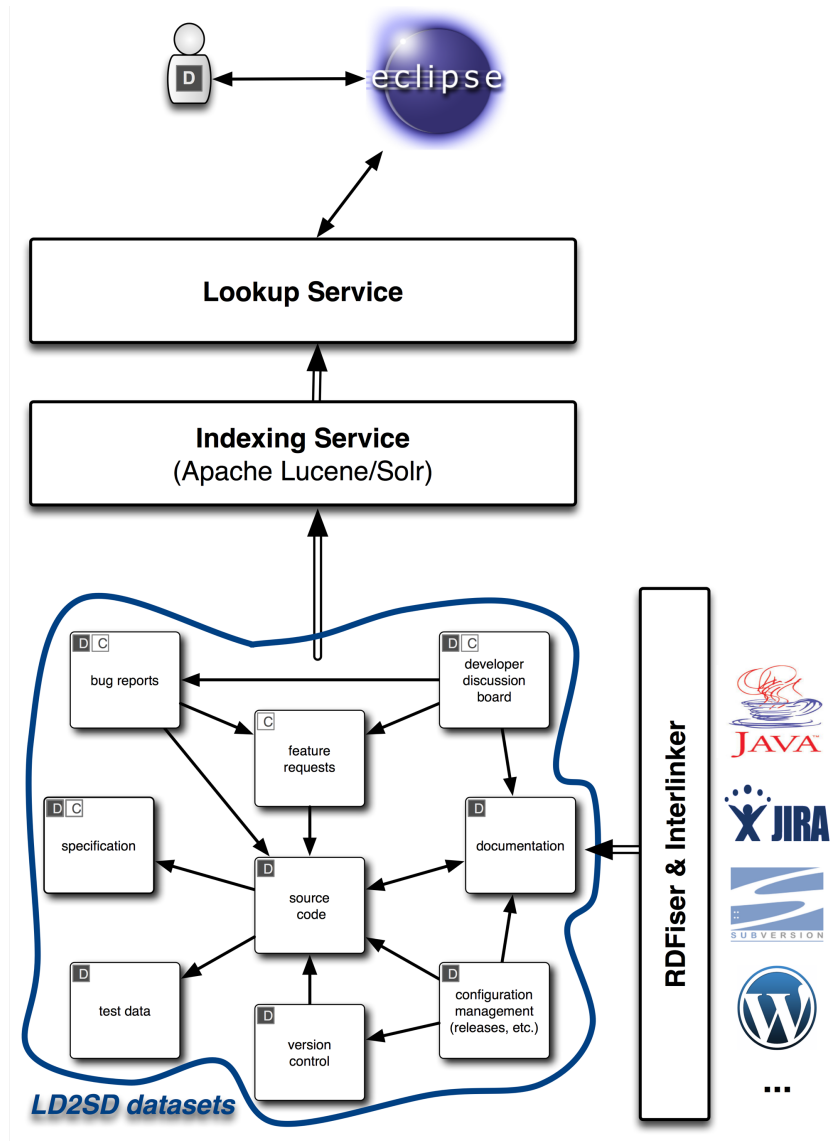 D
eclipse
Lookup Service
Indexing Service
(Apache Lucene/Solr)
D C
bug reports
D C
developer
discussion
board
C
feature
requests
D C
specification
D
documentation
D
source
code
D
test data
D
version
control
D
configuration
management
(releases, etc.)
LD2SD datasets
RDFiser & Interlinker
JAVA™
JIRA
SUBVERSION
W
...